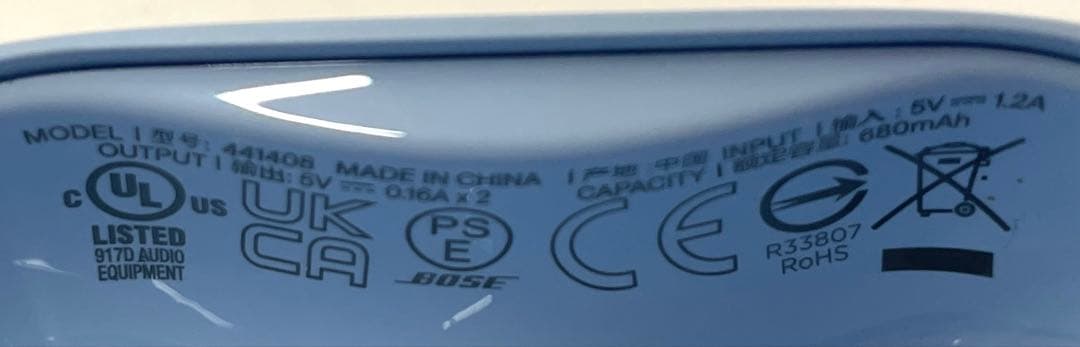 MODEL | 型号: 441408 MADE IN CHINA | 产地 中国 INPUT | 输入: 5V⎓1.2A
OUTPUT | 输出: 5V⎓0.16A x 2 CAPACITY | 额定容量: 680mAh
C UL US
LISTED
917D AUDIO
EQUIPMENT
UK
CA
PS
E
BOSE
CE
R33807
RoHS